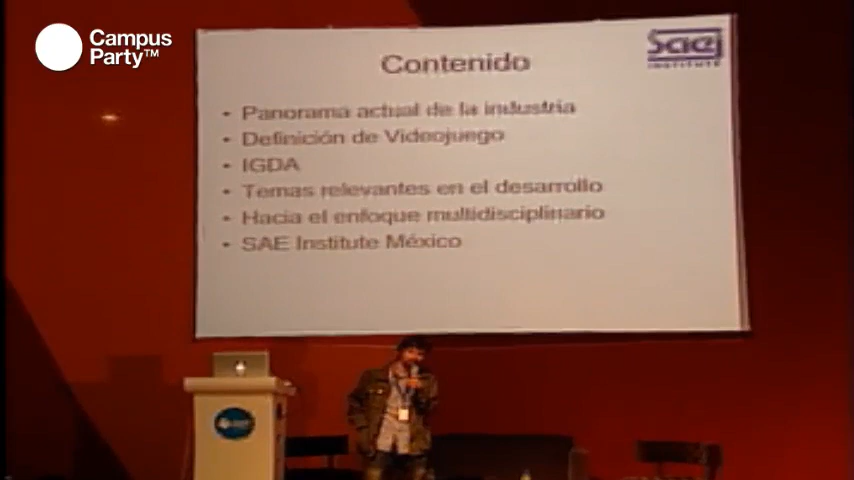 Campus
Party™
Contenido
sae
INSTITUTE
• Panorama actual de la industria
• Definición de Videojuego
• IGDA
• Temas relevantes en el desarrollo
• Hacia el enfoque multidisciplinario
• SAE Institute México